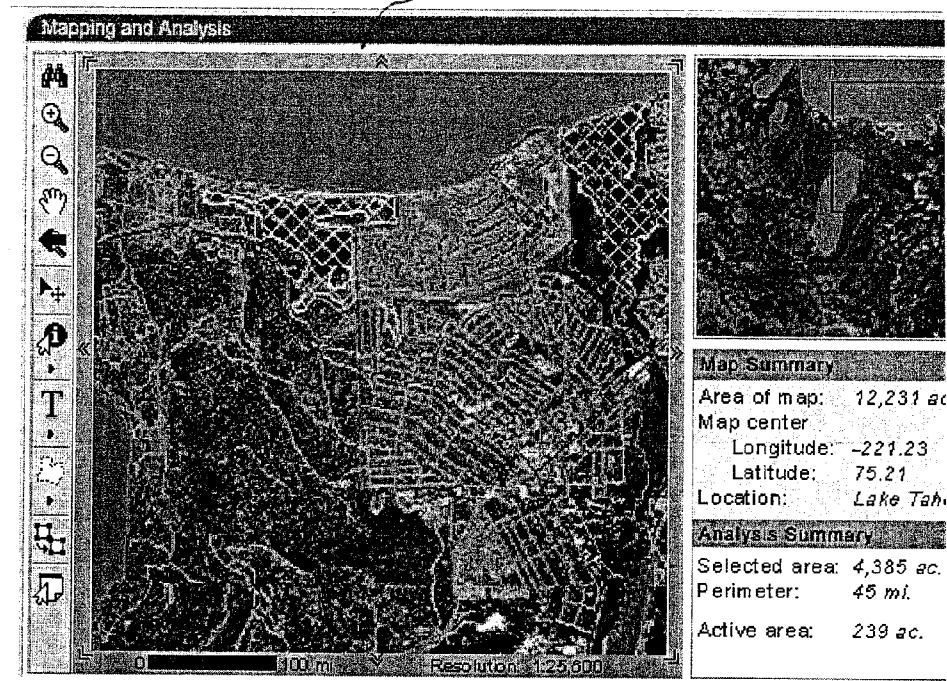 Mapping and Analysis
T
0 100 mi
Resolution: 1:25,600
Map Summary
Area of map: 12,231 ac
Map center
Longitude: -221.23
Latitude: 75.21
Location: Lake Tah
Analysis Summary
Selected area: 4,385 ac.
Perimeter: 45 mi.
Active area: 239 ac.